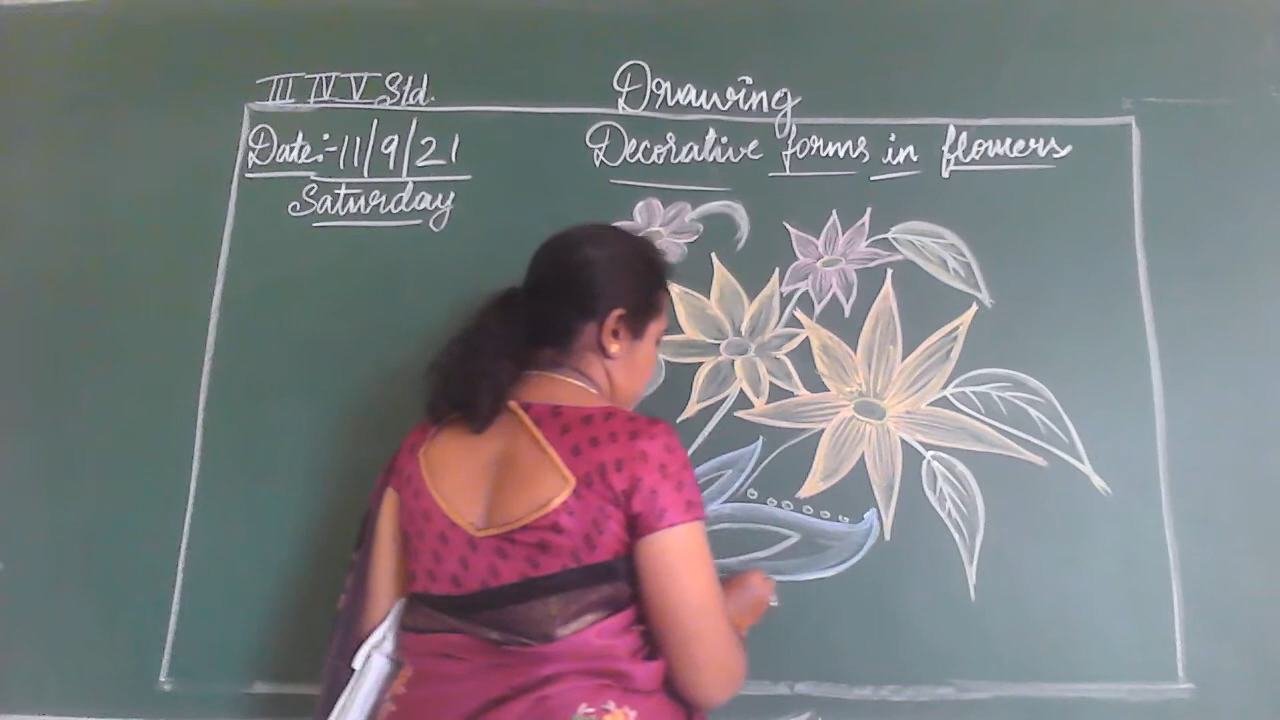 III IV V Std.
Drawing
Date:-11/9/21
Decorative forms in flowers
Saturday